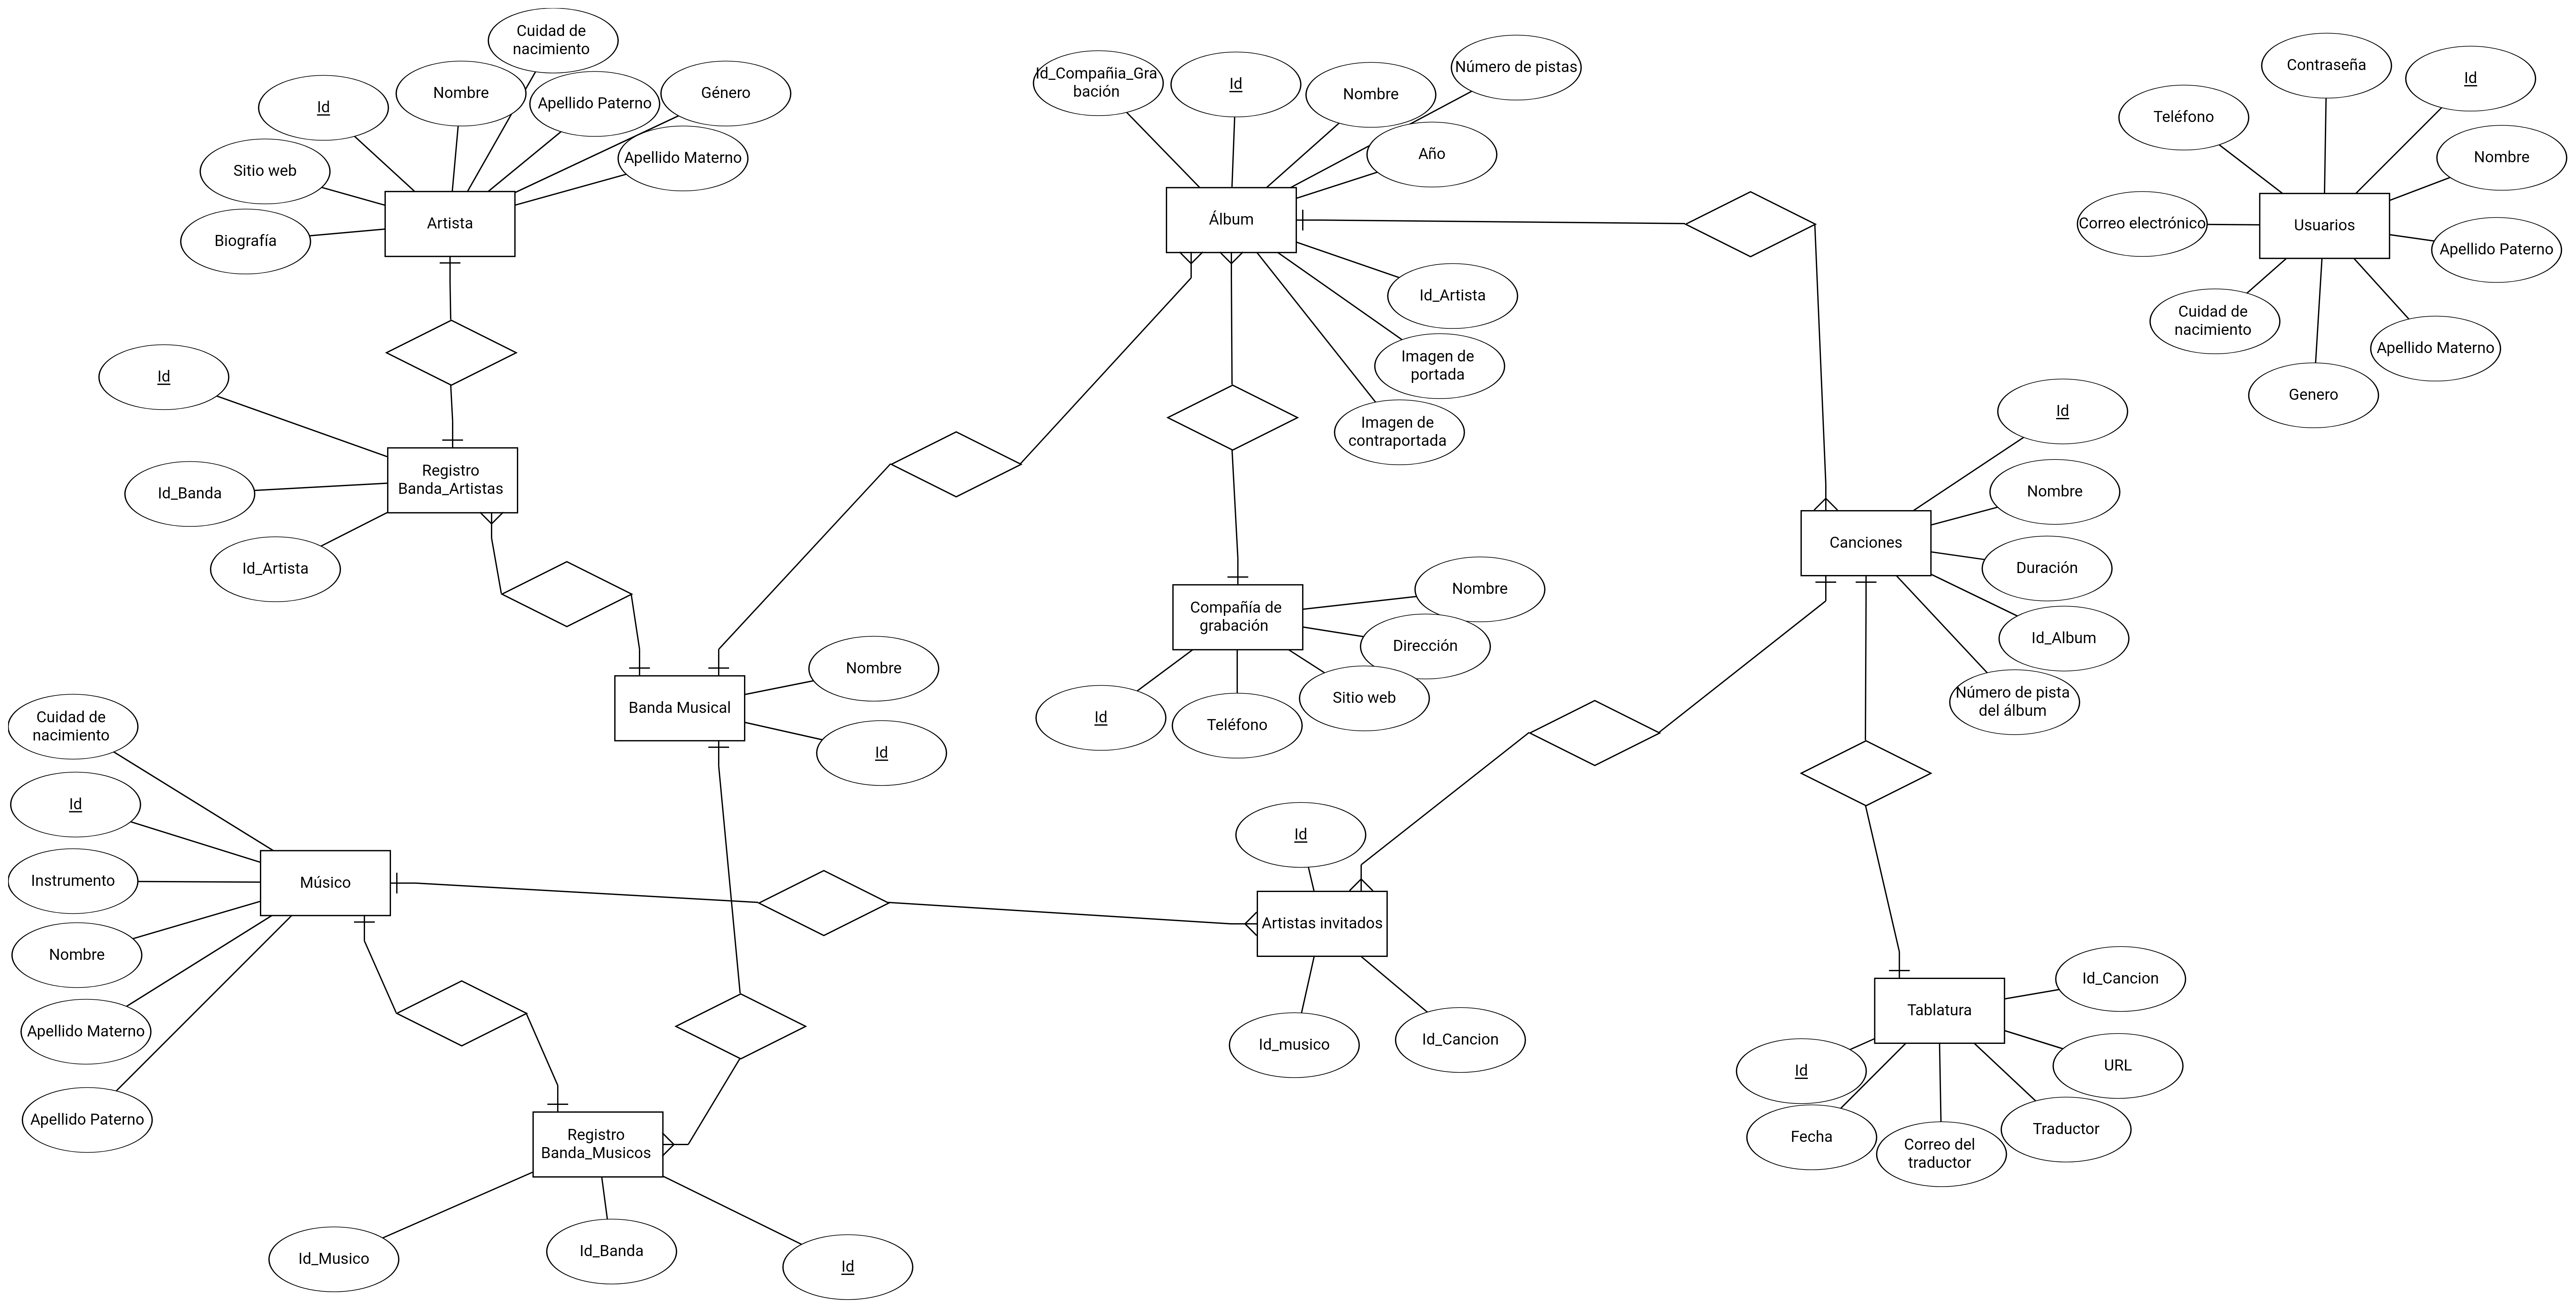 Cuidad de
nacimiento
Id
Nombre
Apellido Paterno
Género
Sitio web
Apellido Materno
Biografía
Artista
Id
Registro
Banda_Artistas
Id_Banda
Id_Artista
Id_Compañia_Gra
bación
Id
Nombre
Número de pistas
Año
Álbum
Id_Artista
Imagen de
portada
Imagen de
contraportada
Contraseña
Id
Teléfono
Nombre
Correo electrónico
Usuarios
Apellido Paterno
Cuidad de
nacimiento
Apellido Materno
Genero
Id
Nombre
Canciones
Duración
Id_Album
Número de pista
del álbum
Compañía de
grabación
Nombre
Dirección
Sitio web
Id
Teléfono
Banda Musical
Nombre
Id
Cuidad de
nacimiento
Id
Instrumento
Músico
Nombre
Apellido Materno
Apellido Paterno
Id
Artistas invitados
Id_musico
Id_Cancion
Tablatura
Id_Cancion
URL
Id
Traductor
Fecha
Correo del
traductor
Registro
Banda_Musicos
Id_Musico
Id_Banda
Id